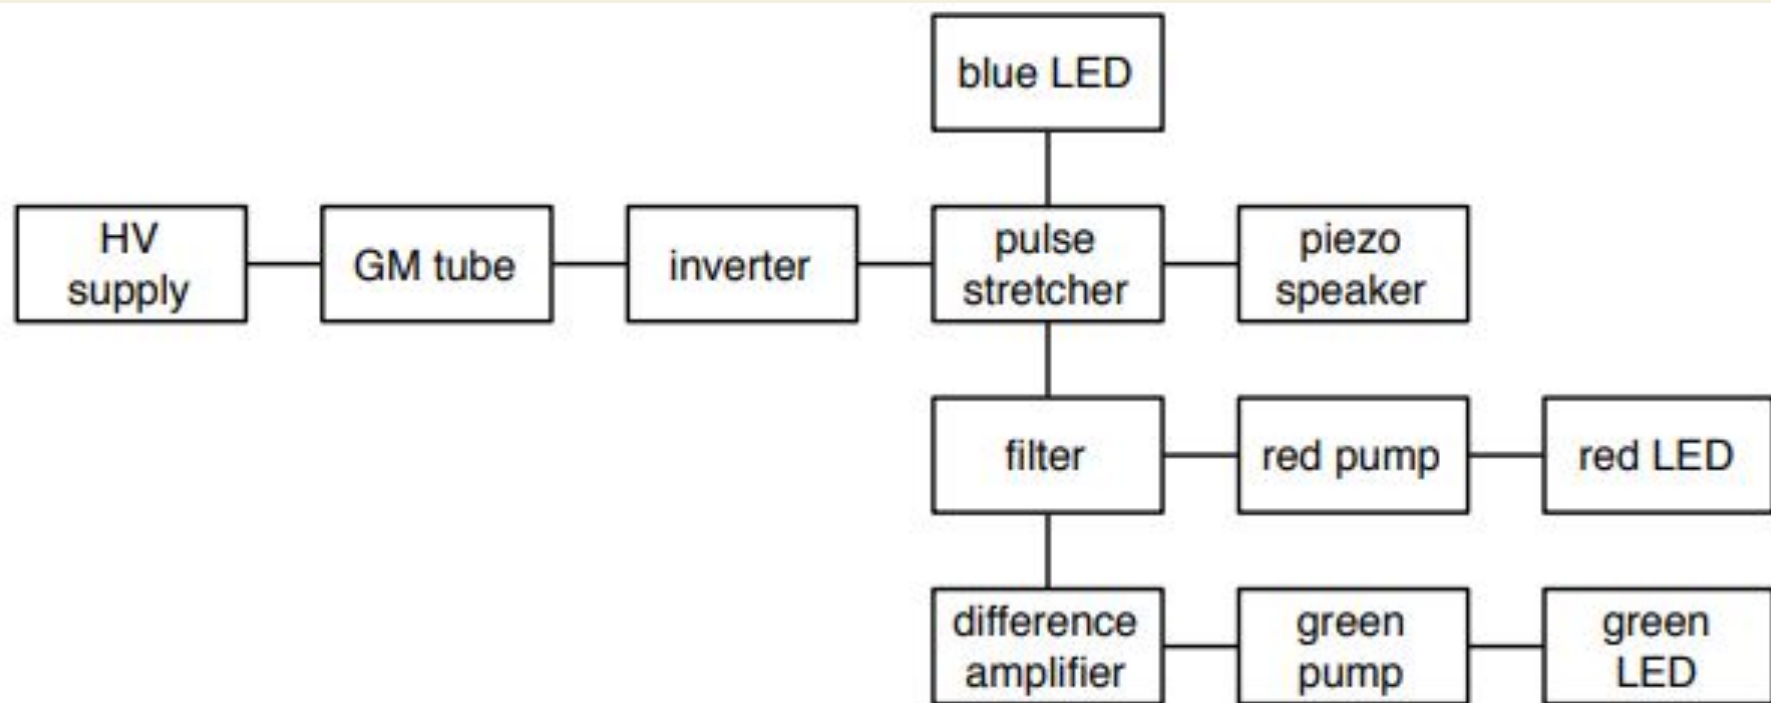 blue LED
HV
supply
GM tube
inverter
pulse
stretcher
piezo
speaker
filter
red pump
red LED
difference
amplifier
green
pump
green
LED